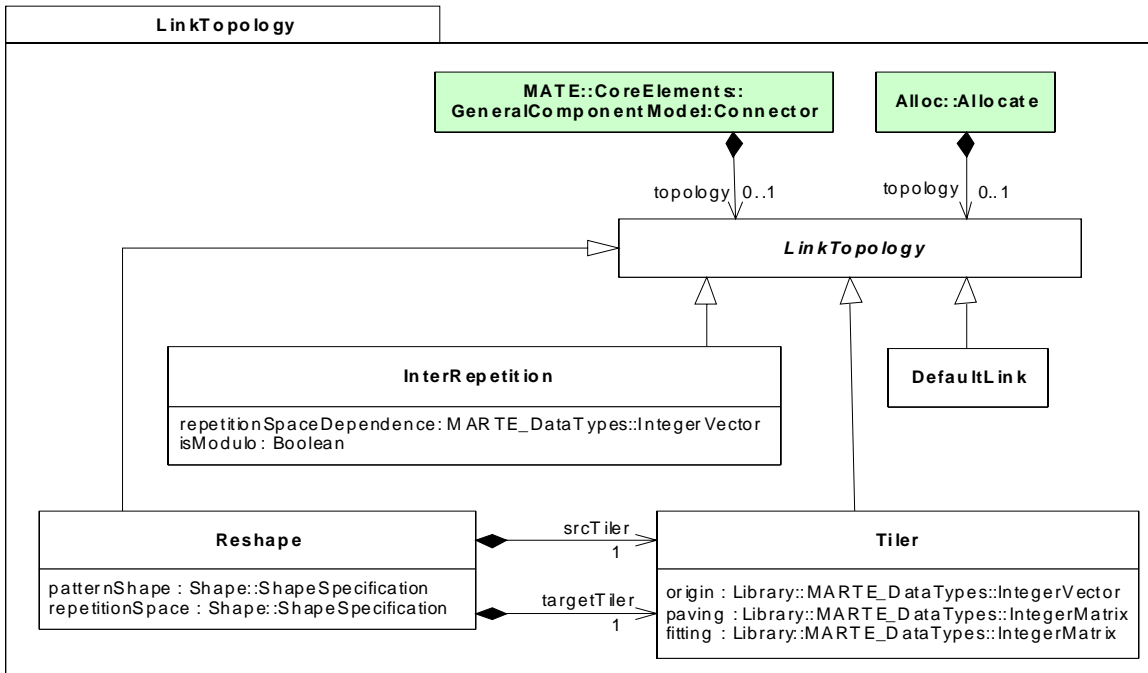 LinkTopology
MATE::CoreElements::
GeneralComponentModel::Connector
Alloc::Allocate
topology 0..1
topology 0..1
LinkTopology
InterRepetition
repetitionSpaceDependence: MARTE_DataTypes::IntegerVector
isModulo: Boolean
DefaultLink
Reshape
patternShape : Shape::ShapeSpecification
repetitionSpace : Shape::ShapeSpecification
srcTiler
1
targetTiler
1
Tiler
origin : Library::MARTE_DataTypes::IntegerVector
paving : Library::MARTE_DataTypes::IntegerMatrix
fitting : Library::MARTE_DataTypes::IntegerMatrix